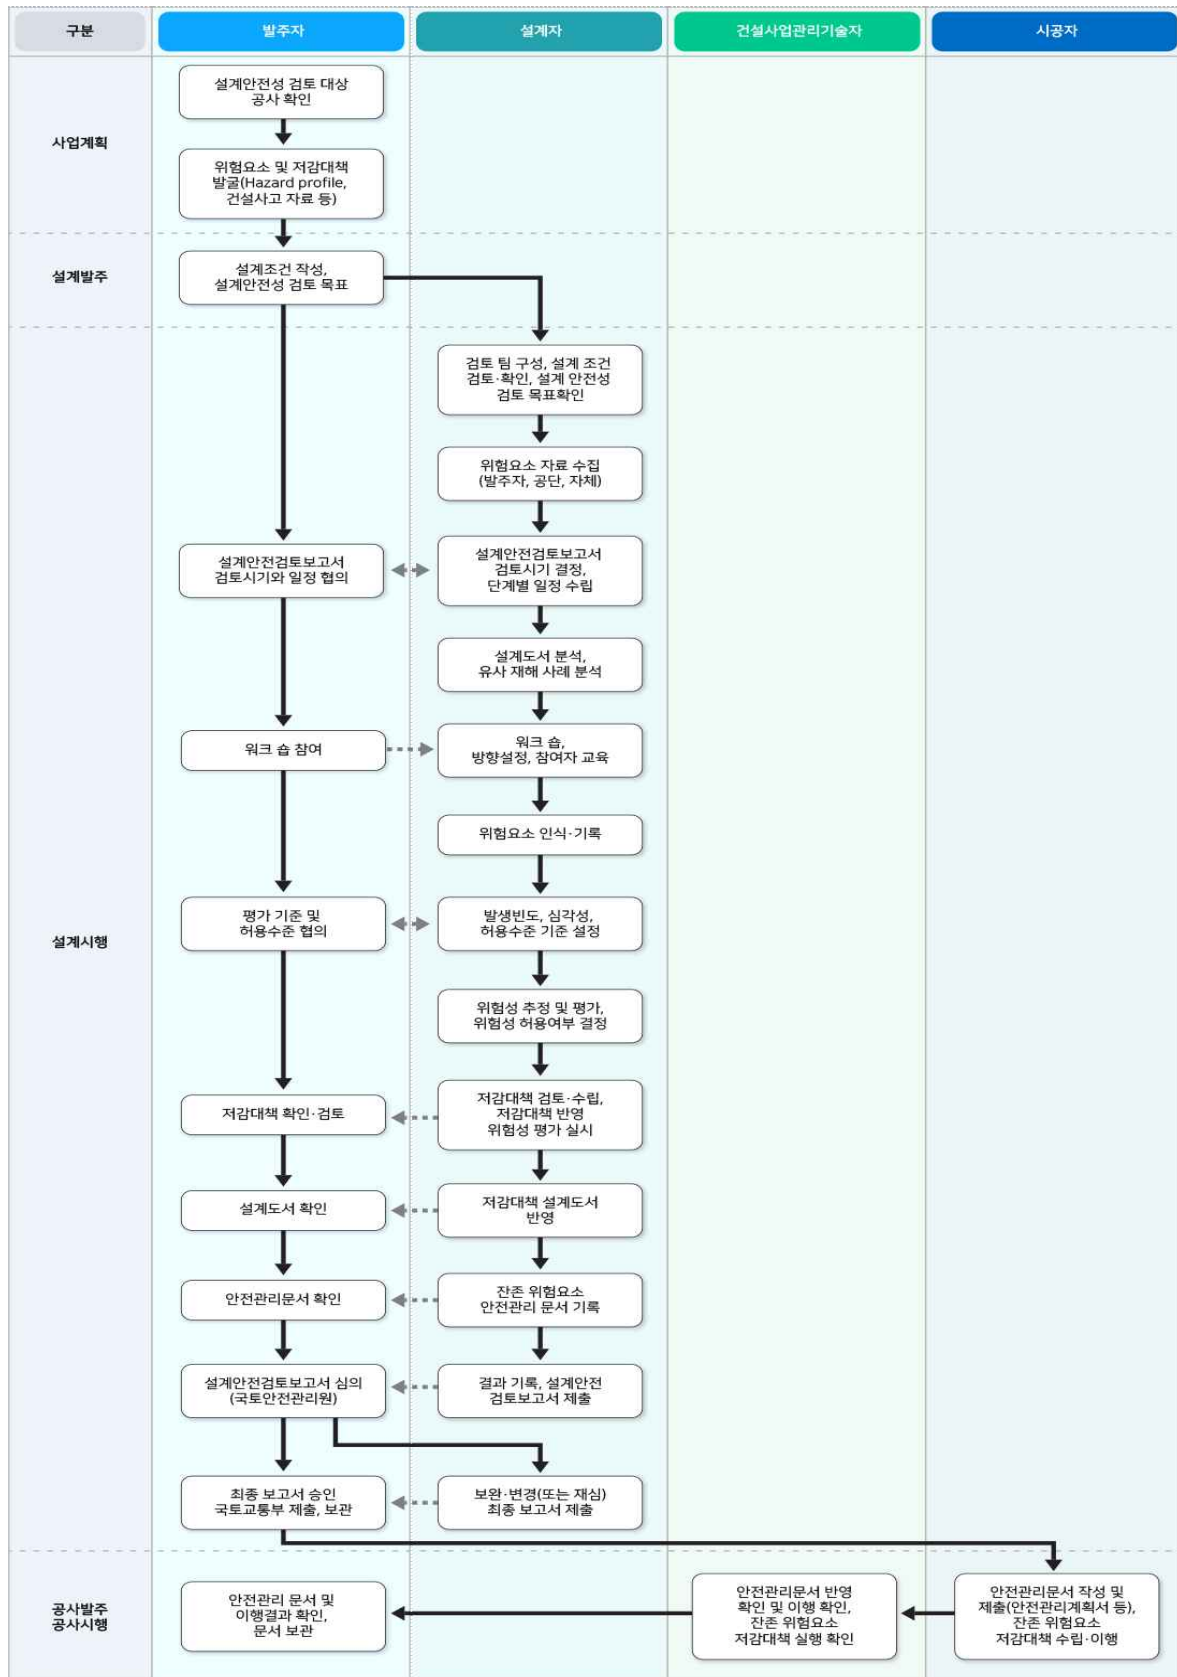 구분
발주자
설계자
건설사업관리기술자
시공자
사업계획
설계안전성 검토 대상
공사 확인
위험요소 및 저감대책
발굴(Hazard profile,
건설사고 자료 등)
설계발주
설계조건 작성,
설계안전성 검토 목표
설계시행
검토 팀 구성, 설계 조건
검토·확인, 설계 안전성
검토 목표확인
위험요소 자료 수집
(발주자, 공단, 자체)
설계안전검토보고서
검토시기와 일정 협의
설계안전검토보고서
검토시기 결정,
단계별 일정 수립
설계도서 분석,
유사 재해 사례 분석
워크 숍 참여
워크 숍,
방향설정, 참여자 교육
위험요소 인식·기록
평가 기준 및
허용수준 협의
발생빈도, 심각성,
허용수준 기준 설정
위험성 추정 및 평가,
위험성 허용여부 결정
저감대책 확인·검토
저감대책 검토·수립,
저감대책 반영
위험성 평가 실시
설계도서 확인
저감대책 설계도서
반영
안전관리문서 확인
잔존 위험요소
안전관리 문서 기록
설계안전검토보고서 심의
(국토안전관리원)
결과 기록, 설계안전
검토보고서 제출
최종 보고서 승인
국토교통부 제출, 보관
보완·변경(또는 재심)
최종 보고서 제출
공사발주
공사시행
안전관리 문서 및
이행결과 확인,
문서 보관
안전관리문서 반영
확인 및 이행 확인,
잔존 위험요소
저감대책 실행 확인
안전관리문서 작성 및
제출(안전관리계획서 등),
잔존 위험요소
저감대책 수립·이행